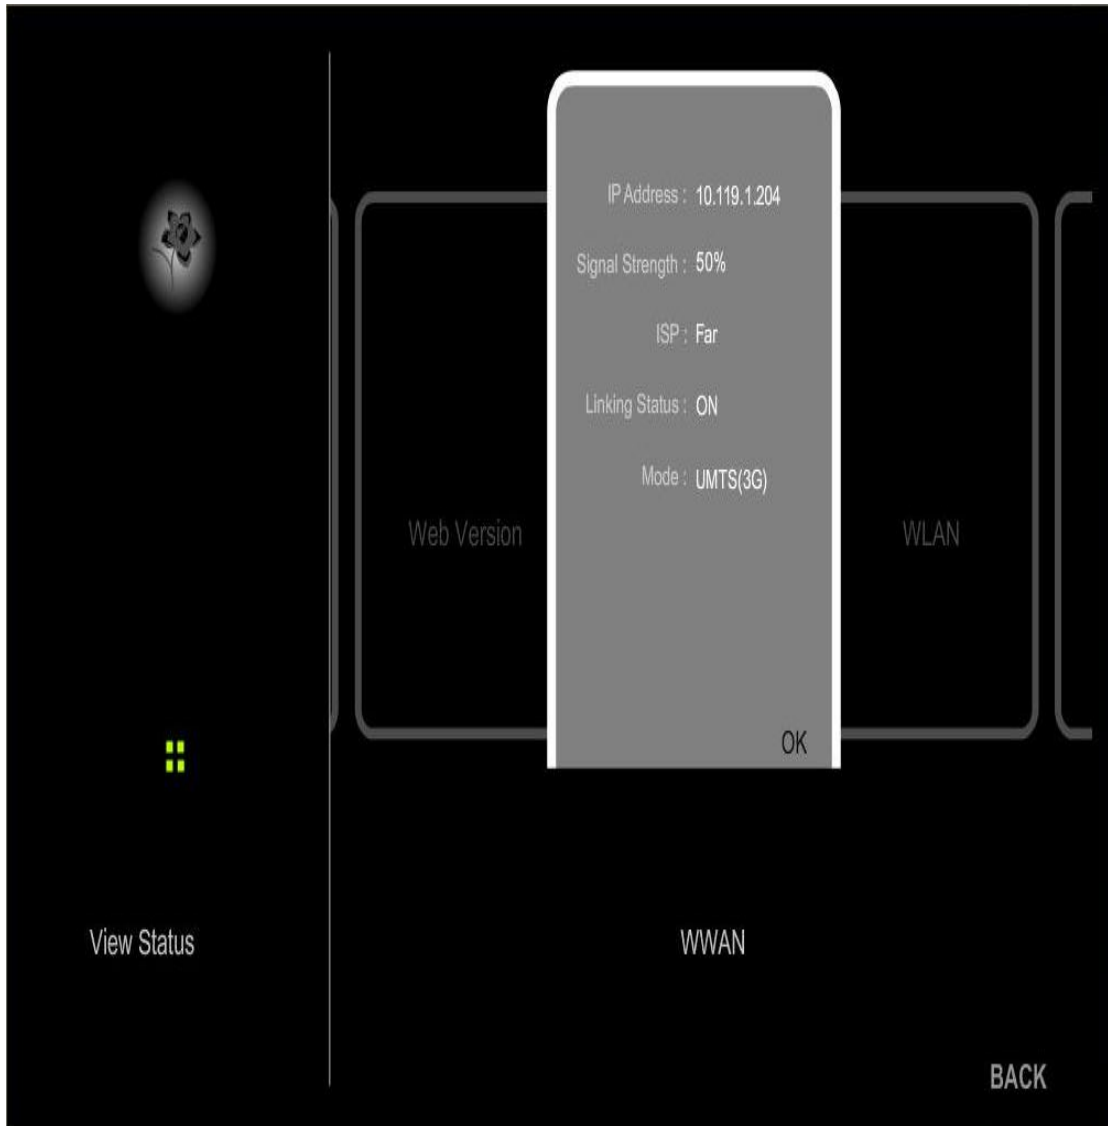 IP Address : 10.119.1.204
Signal Strength : 50%
ISP : Far
Linking Status : ON
Mode : UMTS(3G)
Web Version
WLAN
OK
View Status
WWAN
BACK